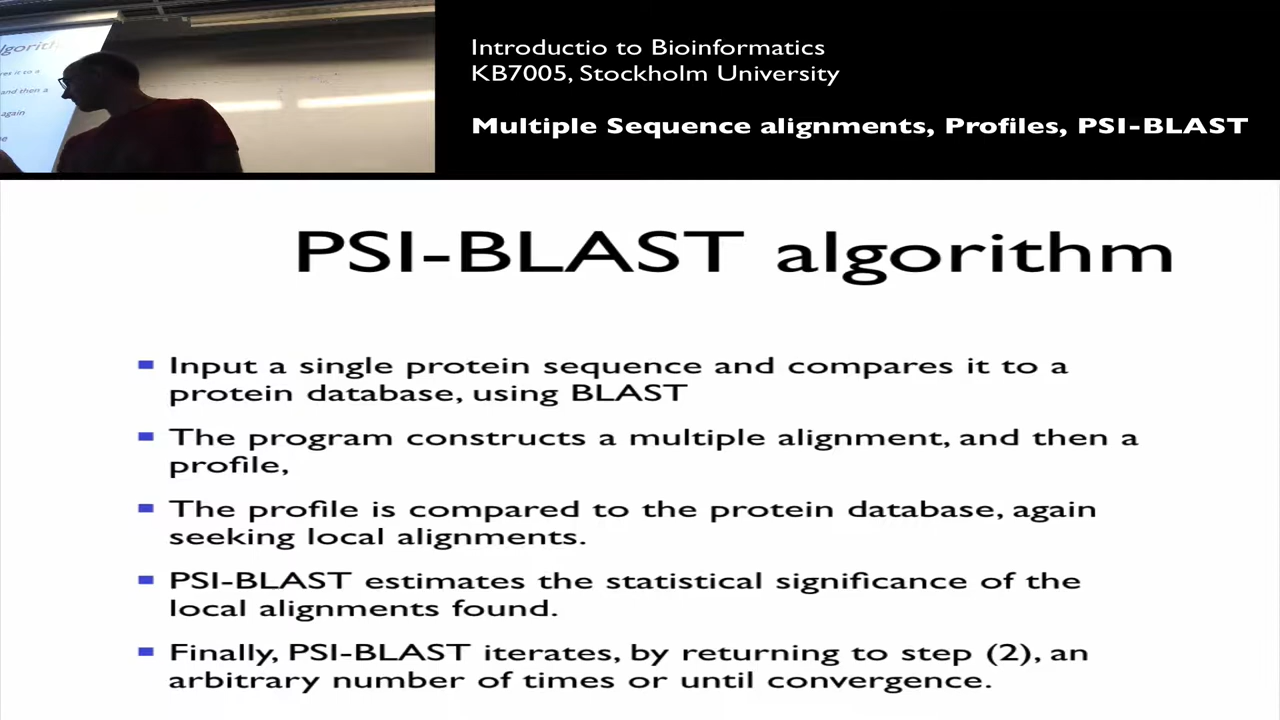 Introductio to Bioinformatics
KB7005, Stockholm University
Multiple Sequence alignments, Profiles, PSI-BLAST
PSI-BLAST algorithm
Input a single protein sequence and compares it to a
protein database, using BLAST
The program constructs a multiple alignment, and then a
profile,
The profile is compared to the protein database, again
seeking local alignments.
PSI-BLAST estimates the statistical significance of the
local alignments found.
Finally, PSI-BLAST iterates, by returning to step (2), an
arbitrary number of times or until convergence.